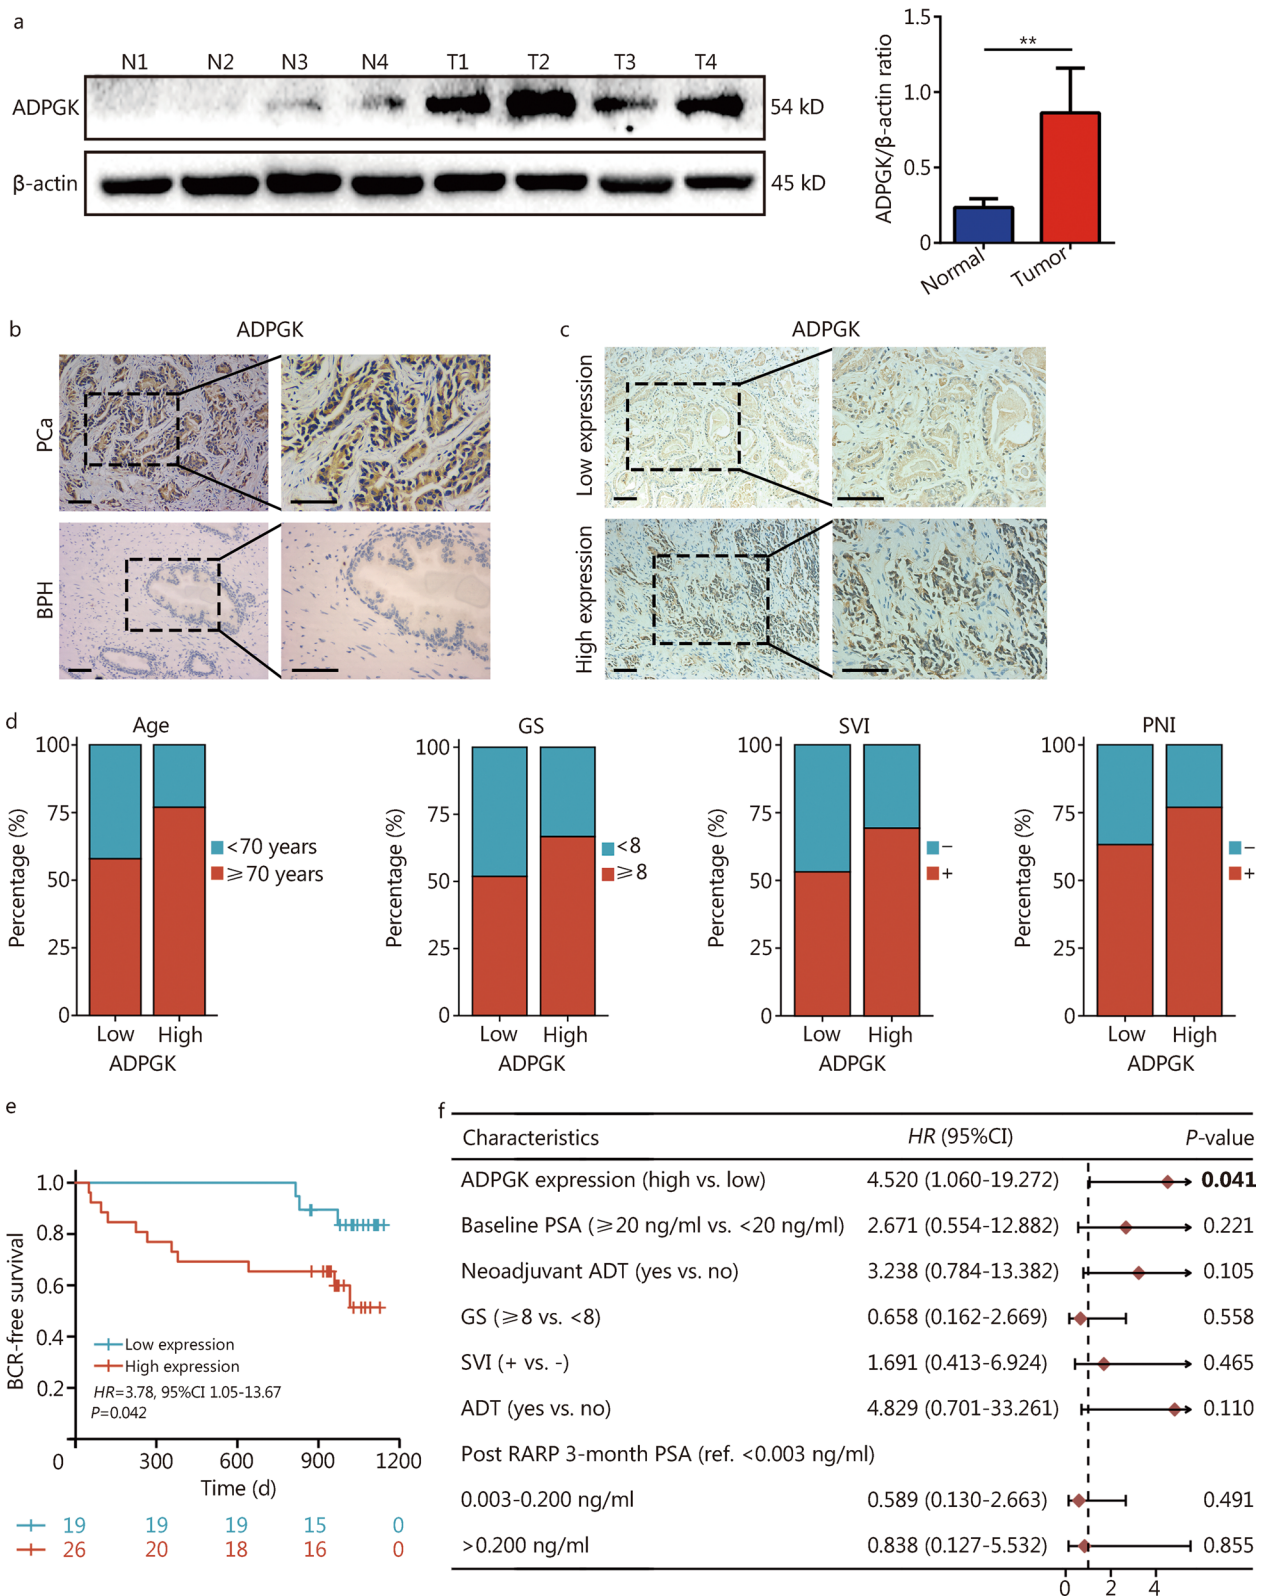 a
N1 N2 N3 N4 T1 T2 T3 T4
ADPGK 54 kD
β-actin 45 kD
ADPGK/β-actin ratio
1.5
1.0
0.5
0
**
Normal Tumor
b ADPGK
PCa
BPH
c ADPGK
Low expression
High expression
d
Age
Percentage (%)
100
75
50
25
0
<70 years
⩾70 years
Low High
ADPGK
GS
Percentage (%)
100
75
50
25
0
<8
⩾8
Low High
ADPGK
SVI
Percentage (%)
100
75
50
25
0
−
+
Low High
ADPGK
PNI
Percentage (%)
100
75
50
25
0
−
+
Low High
ADPGK
e
BCR-free survival
1.0
0.8
0.6
0.4
0.2
Low expression
High expression
HR=3.78, 95%CI 1.05-13.67
P=0.042
0 300 600 900 1200
Time (d)
19 19 19 15 0
26 20 18 16 0
f
Characteristics HR (95%CI) P-value
ADPGK expression (high vs. low) 4.520 (1.060-19.272) 0.041
Baseline PSA (⩾20 ng/ml vs. <20 ng/ml) 2.671 (0.554-12.882) 0.221
Neoadjuvant ADT (yes vs. no) 3.238 (0.784-13.382) 0.105
GS (⩾8 vs. <8) 0.658 (0.162-2.669) 0.558
SVI (+ vs. -) 1.691 (0.413-6.924) 0.465
ADT (yes vs. no) 4.829 (0.701-33.261) 0.110
Post RARP 3-month PSA (ref. <0.003 ng/ml)
0.003-0.200 ng/ml 0.589 (0.130-2.663) 0.491
>0.200 ng/ml 0.838 (0.127-5.532) 0.855
0 2 4